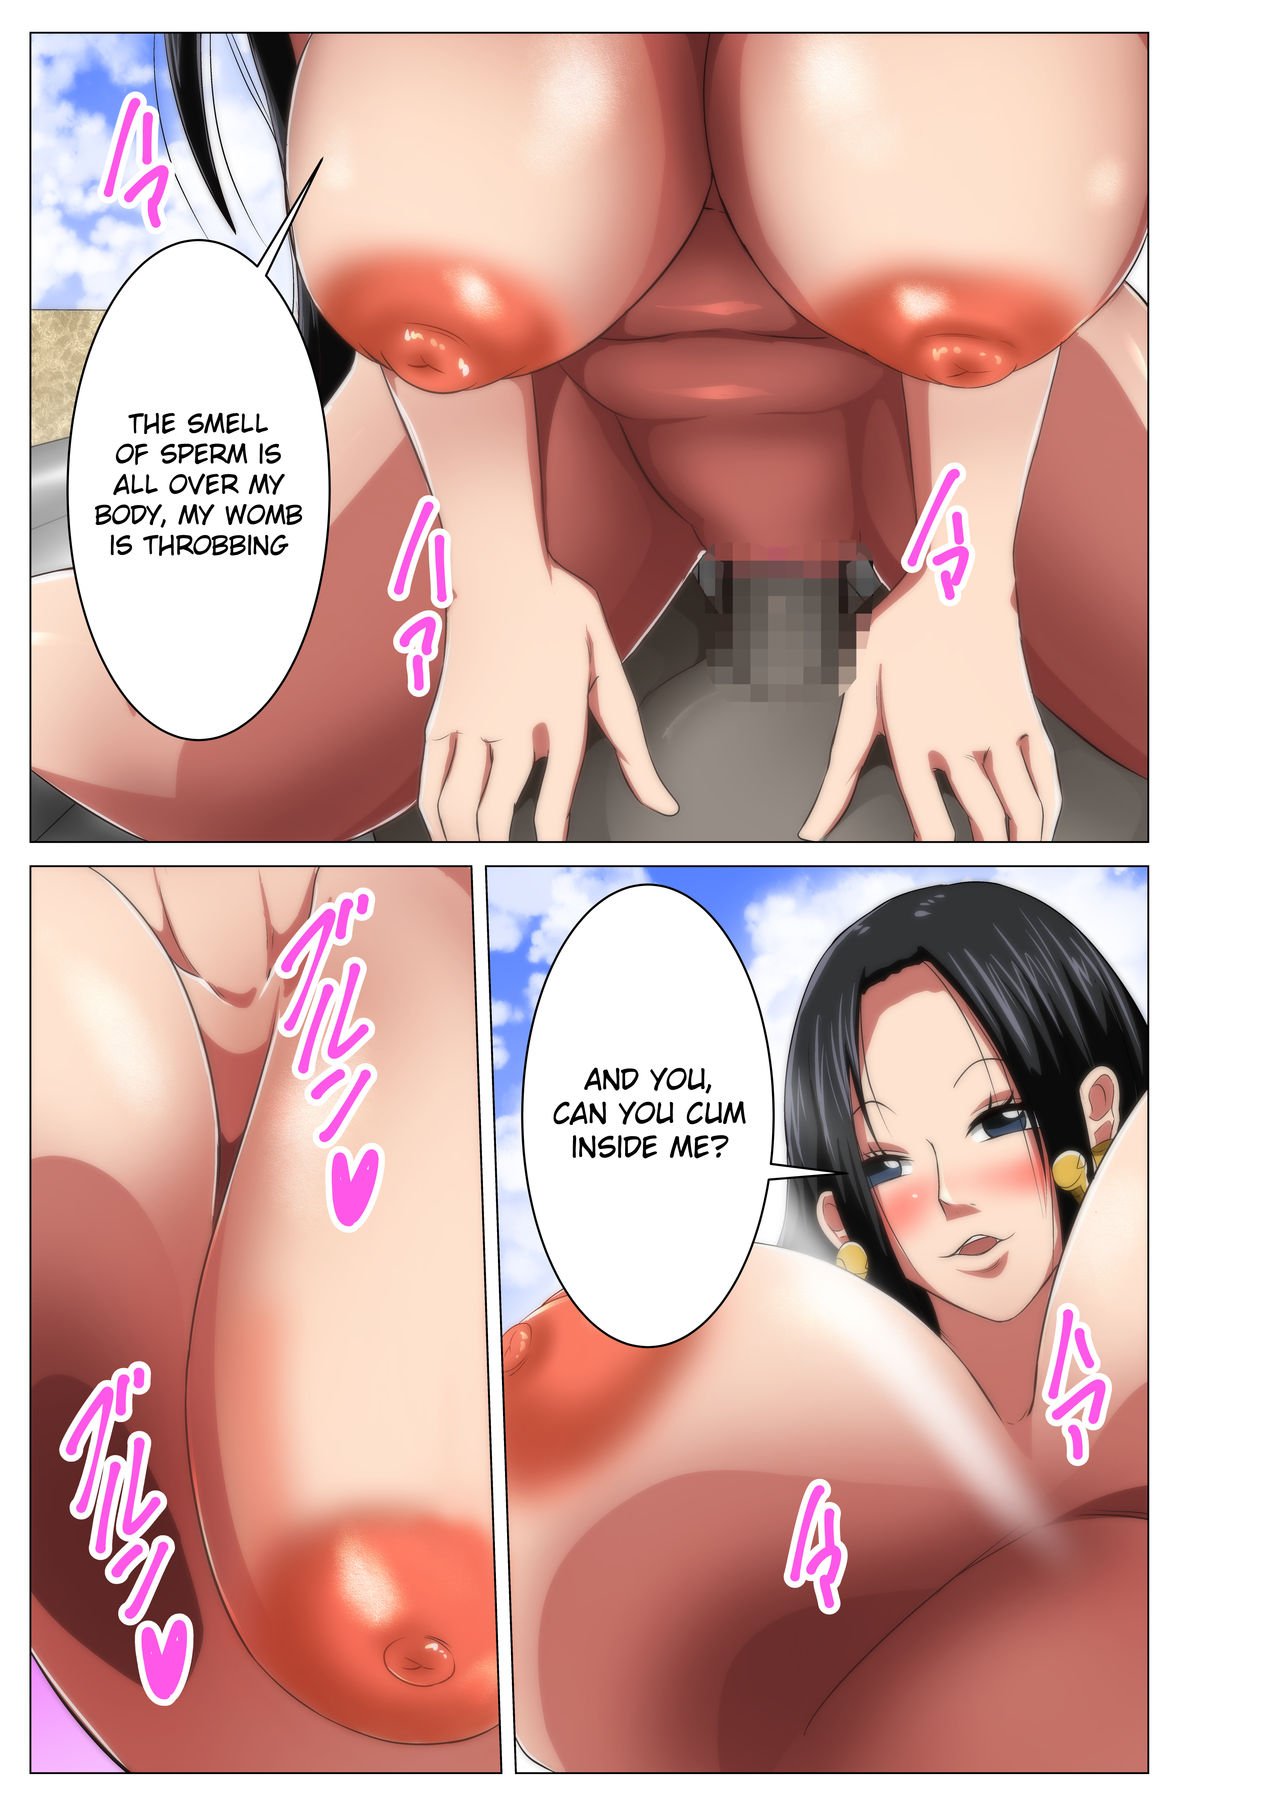 ハァ
THE SMELL
OF SPERM IS
ALL OVER MY
BODY, MY WOMB
IS THROBBING
ハァ
ハァ
ブルン♥
ブルン♥
AND YOU,
CAN YOU CUM
INSIDE ME?
ハァ
ハァ